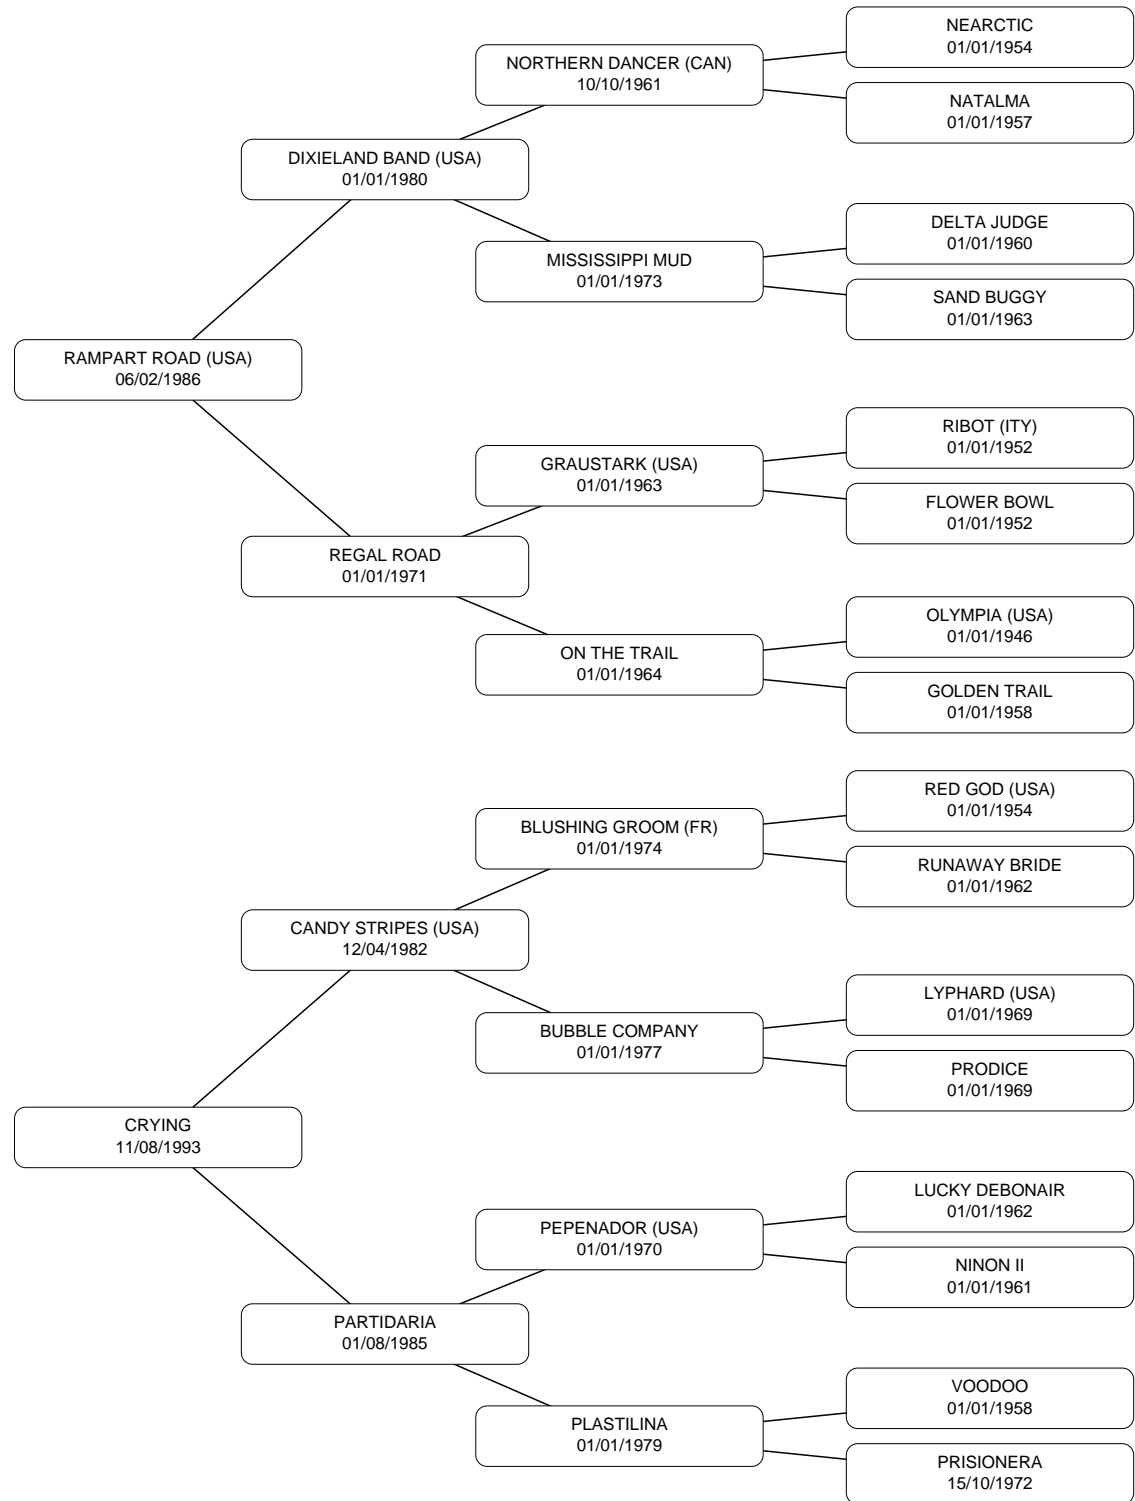 NEARCTIC
01/01/1954
NORTHERN DANCER (CAN)
10/10/1961
NATALMA
01/01/1957
DIXIELAND BAND (USA)
01/01/1980
DELTA JUDGE
01/01/1960
MISSISSIPPI MUD
01/01/1973
SAND BUGGY
01/01/1963
RAMPART ROAD (USA)
06/02/1986
RIBOT (ITY)
01/01/1952
GRAUSTARK (USA)
01/01/1963
FLOWER BOWL
01/01/1952
REGAL ROAD
01/01/1971
OLYMPIA (USA)
01/01/1946
ON THE TRAIL
01/01/1964
GOLDEN TRAIL
01/01/1958
RED GOD (USA)
01/01/1954
BLUSHING GROOM (FR)
01/01/1974
RUNAWAY BRIDE
01/01/1962
CANDY STRIPES (USA)
12/04/1982
LYPHARD (USA)
01/01/1969
BUBBLE COMPANY
01/01/1977
PRODICE
01/01/1969
CRYING
11/08/1993
LUCKY DEBONAIR
01/01/1962
PEPENADOR (USA)
01/01/1970
NINON II
01/01/1961
PARTIDARIA
01/08/1985
VOODOO
01/01/1958
PLASTILINA
01/01/1979
PRISIONERA
15/10/1972